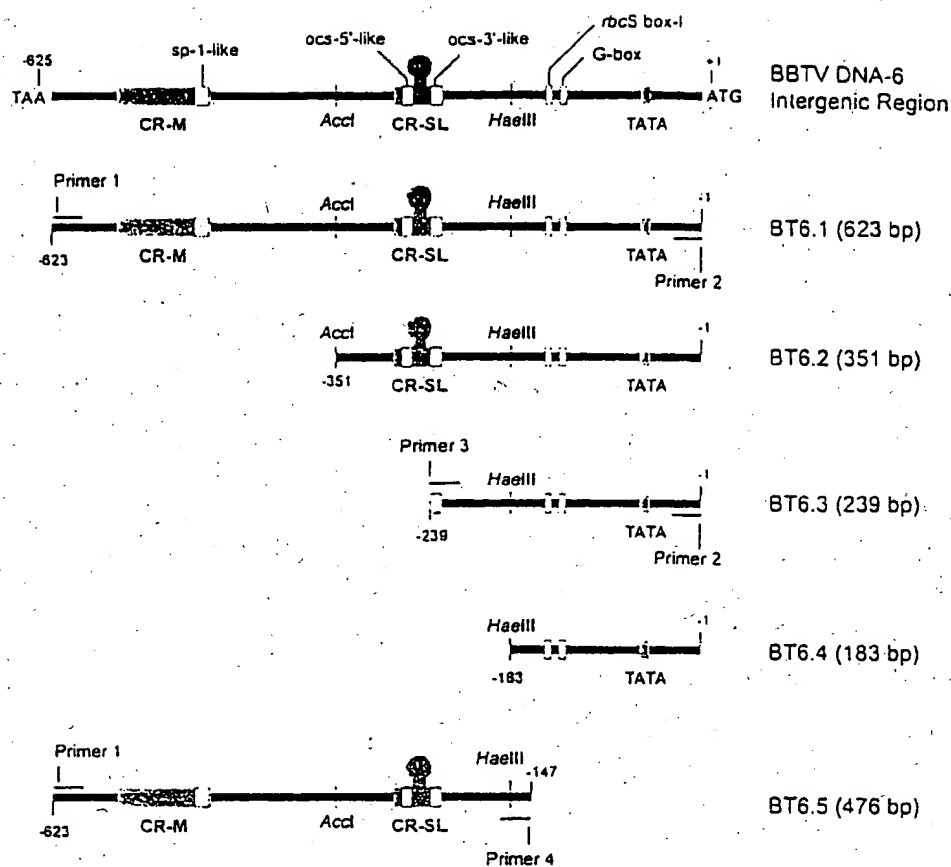 rbcS box-I
ocs-5'-like ocs-3'-like
sp-1-like G-box
-625 +1
TAA ATG BBTV DNA-6
Intergenic Region
CR-M AccI CR-SL HaeIII TATA
Primer 1 AccI HaeIII -1
BT6.1 (623 bp)
-623 CR-M CR-SL TATA
Primer 2
AccI HaeIII -1
BT6.2 (351 bp)
-351 CR-SL TATA
Primer 3
HaeIII -1
BT6.3 (239 bp)
-239 TATA
Primer 2
HaeIII -1
BT6.4 (183 bp)
-183 TATA
Primer 1 HaeIII -147
BT6.5 (476 bp)
-623 CR-M AccI CR-SL
Primer 4